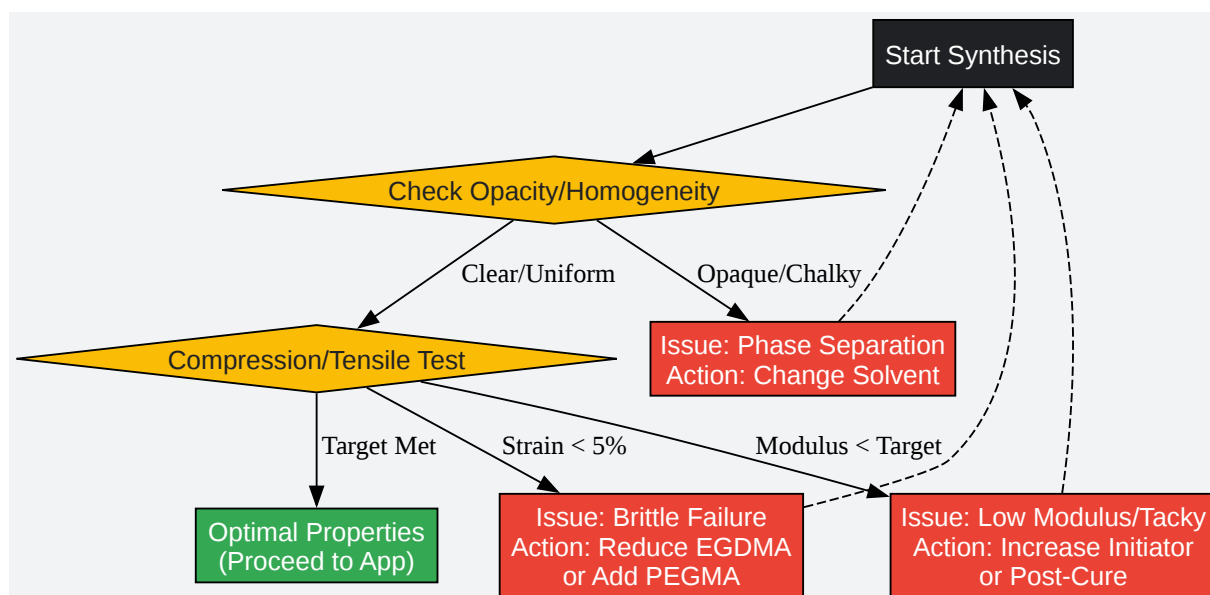 Start Synthesis
Check Opacity/Homogeneity
Clear/Uniform
Opaque/Chalky
Issue: Phase Separation
Action: Change Solvent
Compression/Tensile Test
Target Met
Strain < 5%
Modulus < Target
Optimal Properties
(Proceed to App)
Issue: Brittle Failure
Action: Reduce EGDMA
or Add PEGMA
Issue: Low Modulus/Tacky
Action: Increase Initiator
or Post-Cure